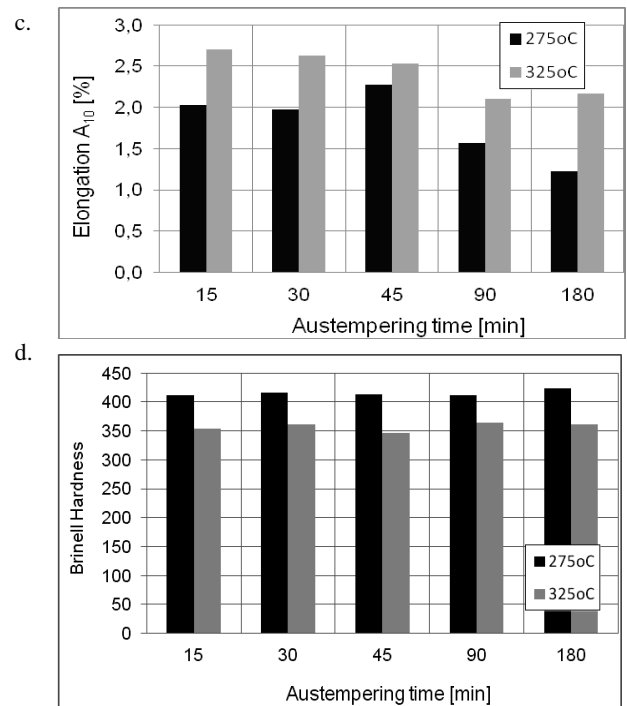 c.
3,0
2,5
2,0
1,5
1,0
0,5
0,0
Elongation A10 [%]
275oC
325oC
15 30 45 90 180
Austempering time [min]
d.
450
400
350
300
250
200
150
100
50
0
Brinell Hardness
275oC
325oC
15 30 45 90 180
Austempering time [min]